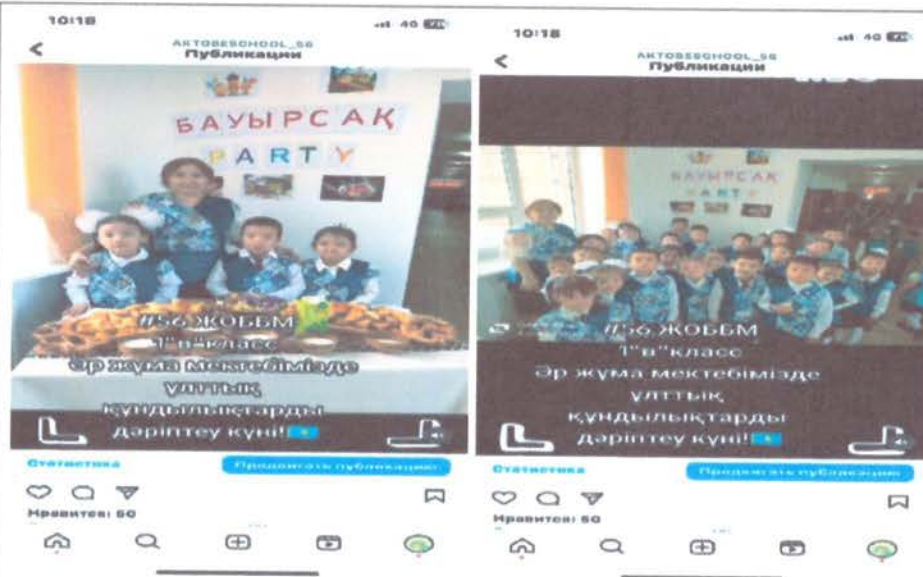 10:18
40
AKTOBESCHOOL_56
Публикации
БАУЫРСАҚ
PARTY
#56 ЖОББМ
1"в"класс
Әр жұма мектебімізде
ұлттық
құндылықтарды
дәріптеу күні!
Статистика
Продвигать публикацию
Нравится: 50
10:18
40
AKTOBESCHOOL_56
Публикации
БАУЫРСАҚ
PARTY
#56 ЖОББМ
1"в"класс
Әр жұма мектебімізде
ұлттық
құндылықтарды
дәріптеу күні!
Статистика
Продвигать публикацию
Нравится: 50